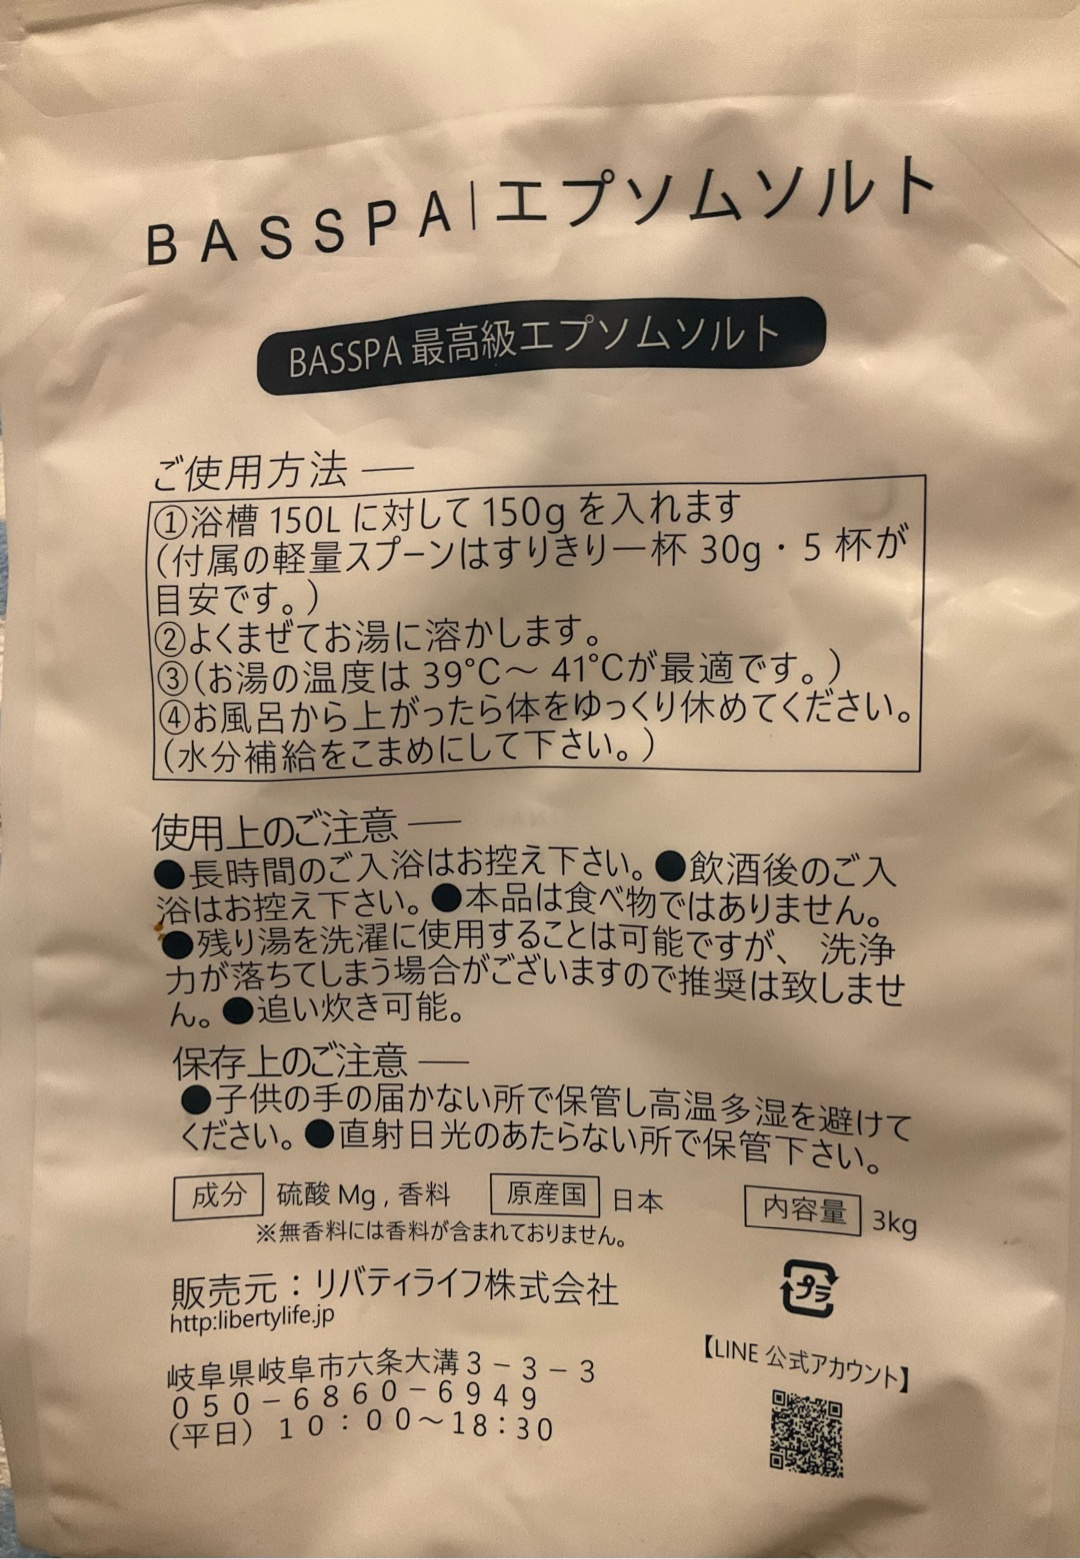 BASSPA|エプソムソルト
BASSPA 最高級エプソムソルト
ご使用方法 ―
①浴槽 150L に対して 150g を入れます
(付属の軽量スプーンはすりきり一杯 30g・5 杯が
目安です。)
②よくまぜてお湯に溶かします。
③(お湯の温度は 39℃～ 41℃が最適です。)
④お風呂から上がったら体をゆっくり休めてください。
(水分補給をこまめにして下さい。)
使用上のご注意 ―
●長時間のご入浴はお控え下さい。●飲酒後のご入
浴はお控え下さい。●本品は食べ物ではありません。
●残り湯を洗濯に使用することは可能ですが、 洗浄
力が落ちてしまう場合がございますので推奨は致しませ
ん。●追い炊き可能。
保存上のご注意 ―
●子供の手の届かない所で保管し高温多湿を避けて
ください。●直射日光のあたらない所で保管下さい。
成分 硫酸 Mg , 香料 原産国 日本 内容量 3kg
※無香料には香料が含まれておりません。
販売元：リバティライフ株式会社
http:libertylife.jp
プラ
【LINE 公式アカウント】
岐阜県岐阜市六条大溝３－３－３
０５０－６８６０－６９４９
(平日) １０：００～18：30